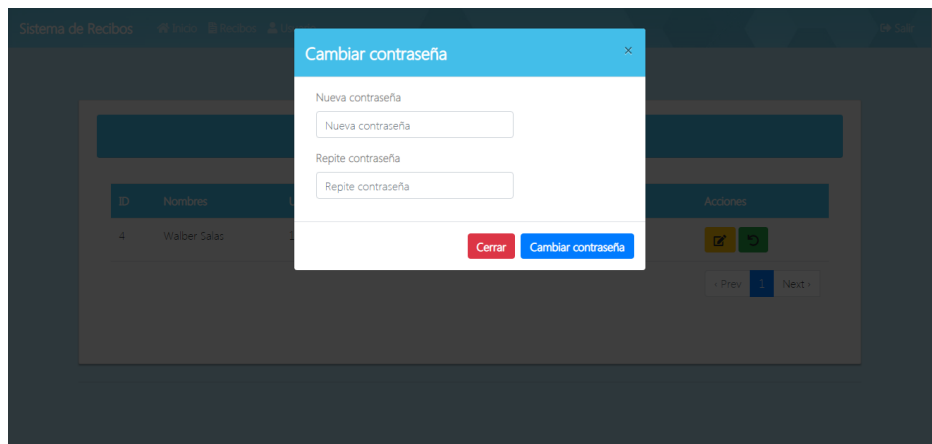 Sistema de Recibos Inicio Recibos Salir
Cambiar contraseña ×
Nueva contraseña
Nueva contraseña
Repite contraseña
Repite contraseña
ID Nombres Acciones
4 Walber Salas
Cerrar Cambiar contraseña
‹ Prev 1 Next ›